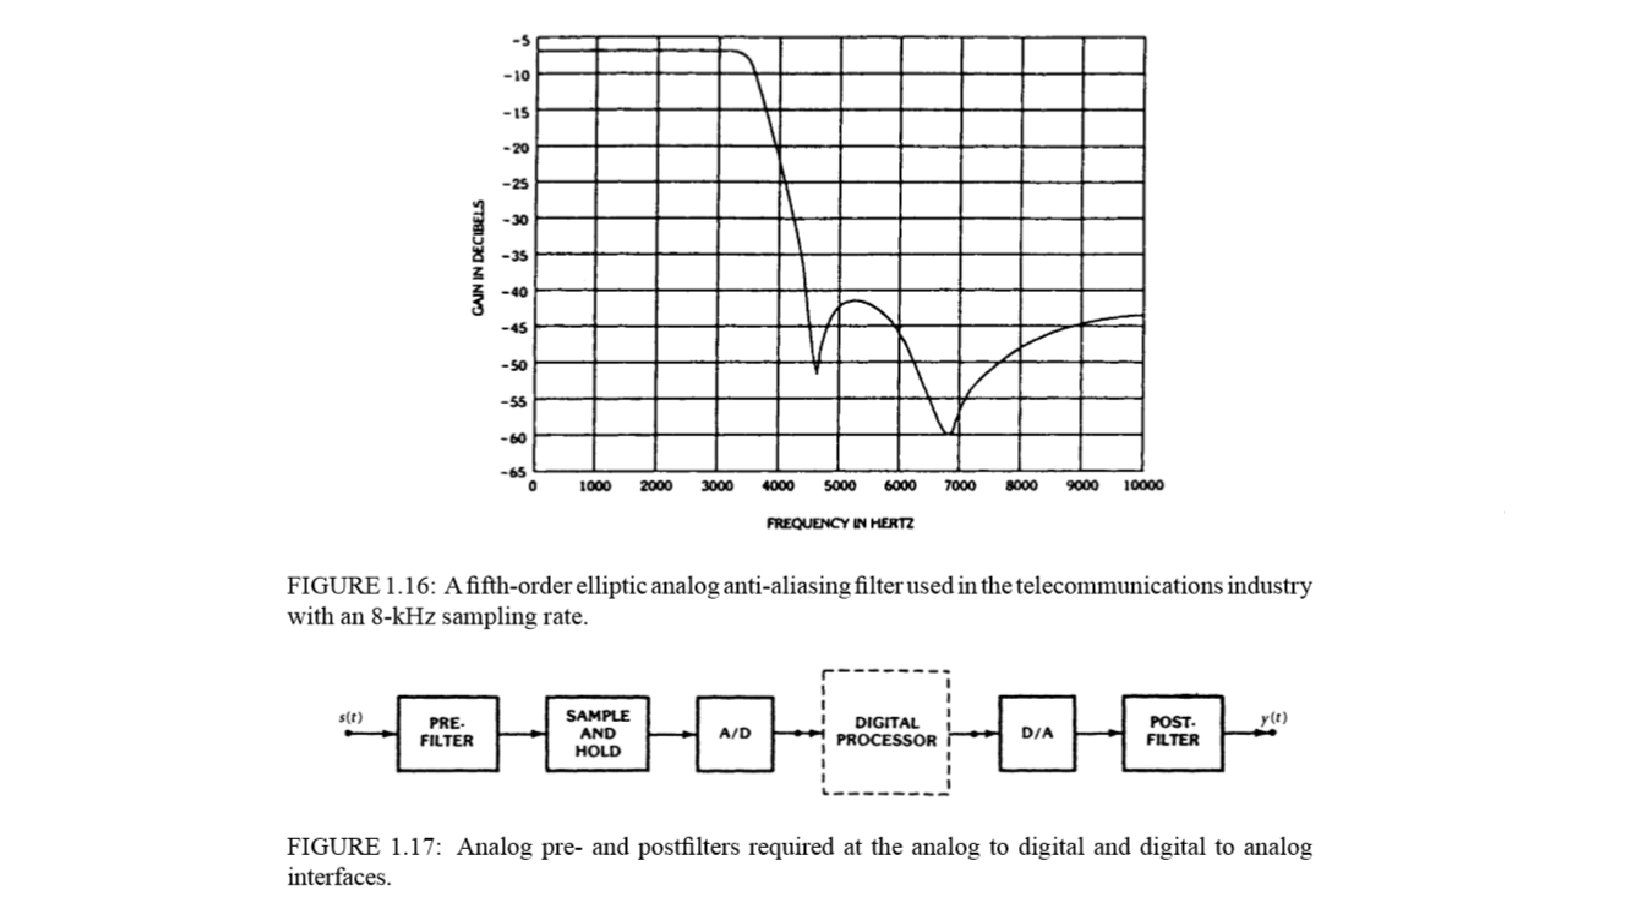 -5
-10
-15
-20
-25
-30
-35
-40
-45
-50
-55
-60
-65
GAIN IN DECIBELS
0 1000 2000 3000 4000 5000 6000 7000 8000 9000 10000
FREQUENCY IN HERTZ
FIGURE 1.16: A fifth-order elliptic analog anti-aliasing filter used in the telecommunications industry
with an 8-kHz sampling rate.
s(t)
PRE-
FILTER
SAMPLE
AND
HOLD
A/D
DIGITAL
PROCESSOR
D/A
POST-
FILTER
y(t)
FIGURE 1.17: Analog pre- and postfilters required at the analog to digital and digital to analog
interfaces.